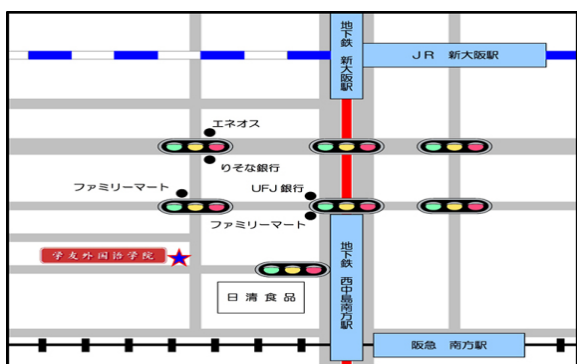 地下鉄 新大阪駅
JR 新大阪駅
エネオス
りそな銀行
ファミリーマート
UFJ銀行
ファミリーマート
学友外国語学院
地下鉄 西中島南方駅
日清食品
阪急 南方駅